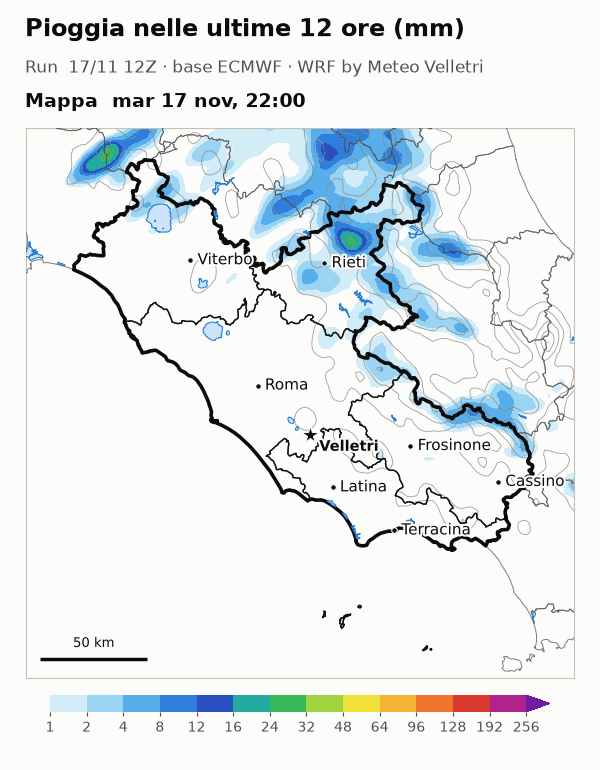 Pioggia nelle ultime 12 ore (mm)
Run  17/11 12Z · base ECMWF · WRF by Meteo Velletri
Mappa  mar 17 nov, 22:00
Viterbo
Rieti
Roma
Velletri
Frosinone
Latina
Cassino
Terracina
50 km
1 2 4 8 12 16 24 32 48 64 96 128 192 256